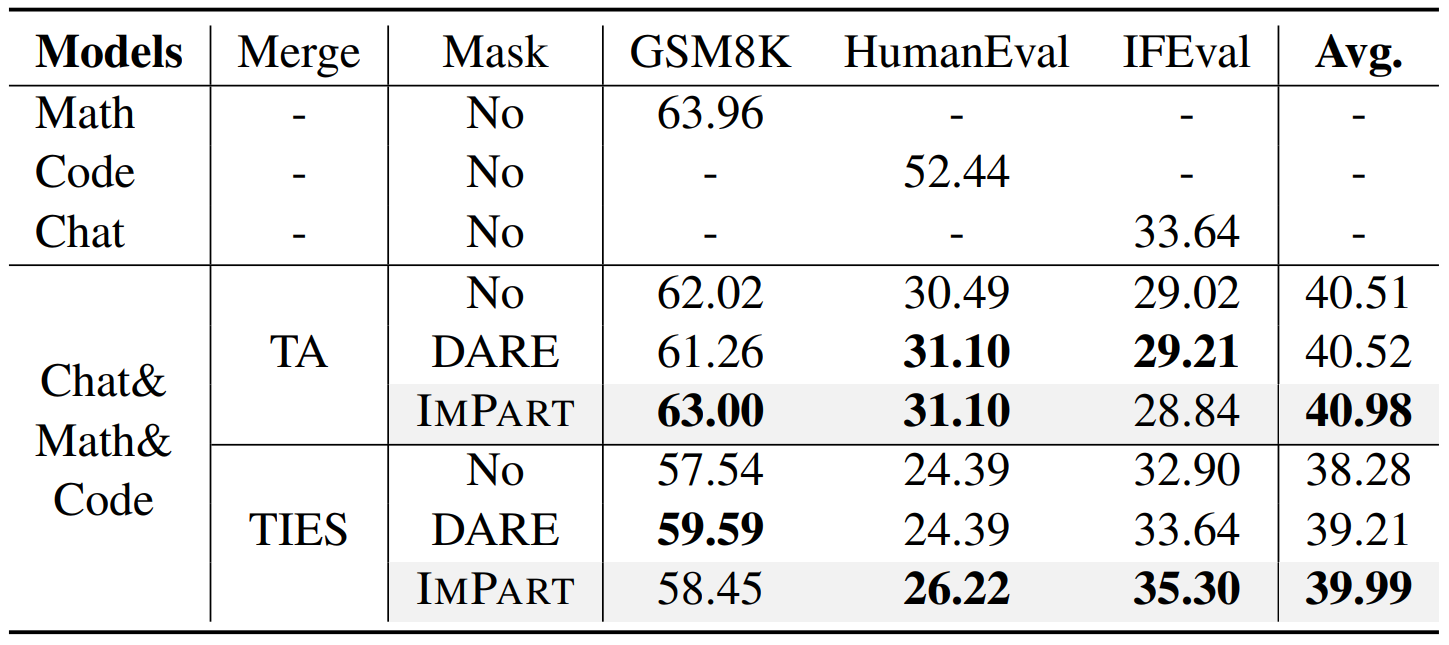 Models Merge Mask GSM8K HumanEval IFEval Avg.
Math - No 63.96 - - -
Code - No - 52.44 - -
Chat - No - - 33.64 -
Chat& Math& Code TA No 62.02 30.49 29.02 40.51
DARE 61.26 31.10 29.21 40.52
IMPART 63.00 31.10 28.84 40.98
TIES No 57.54 24.39 32.90 38.28
DARE 59.59 24.39 33.64 39.21
IMPART 58.45 26.22 35.30 39.99